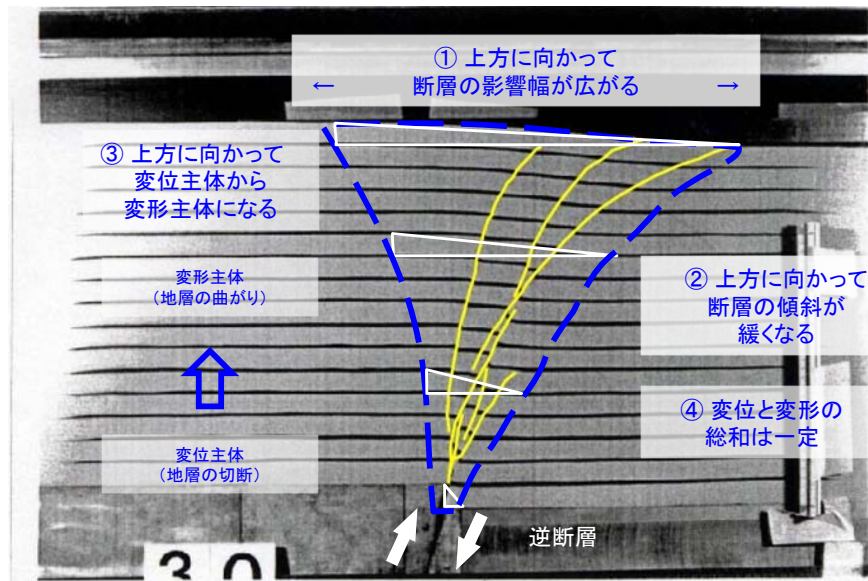 ① 上方に向かって
← 断層の影響幅が広がる →
③ 上方に向かって
変位主体から
変形主体になる
変形主体
(地層の曲がり)
② 上方に向かって
断層の傾斜が
緩くなる
④ 変位と変形の
総和は一定
変位主体
(地層の切断)
逆断層
30